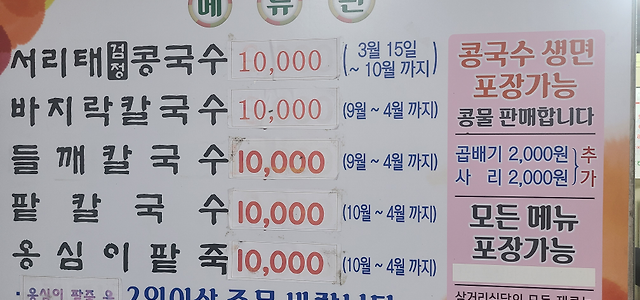 메뉴판
서리태검정콩국수 10,000 (3월 15일 ~ 10월 까지)
바지락칼국수 10,000 (9월 ~ 4월 까지)
들깨칼국수 10,000 (9월 ~ 4월 까지)
팥칼국수 10,000 (10월 ~ 4월 까지)
옹심이팥죽 10,000 (10월 ~ 4월 까지)
콩국수 생면
포장가능
콩물 판매합니다
곱배기 2,000원
사 리 2,000원
추가
모든 메뉴
포장가능